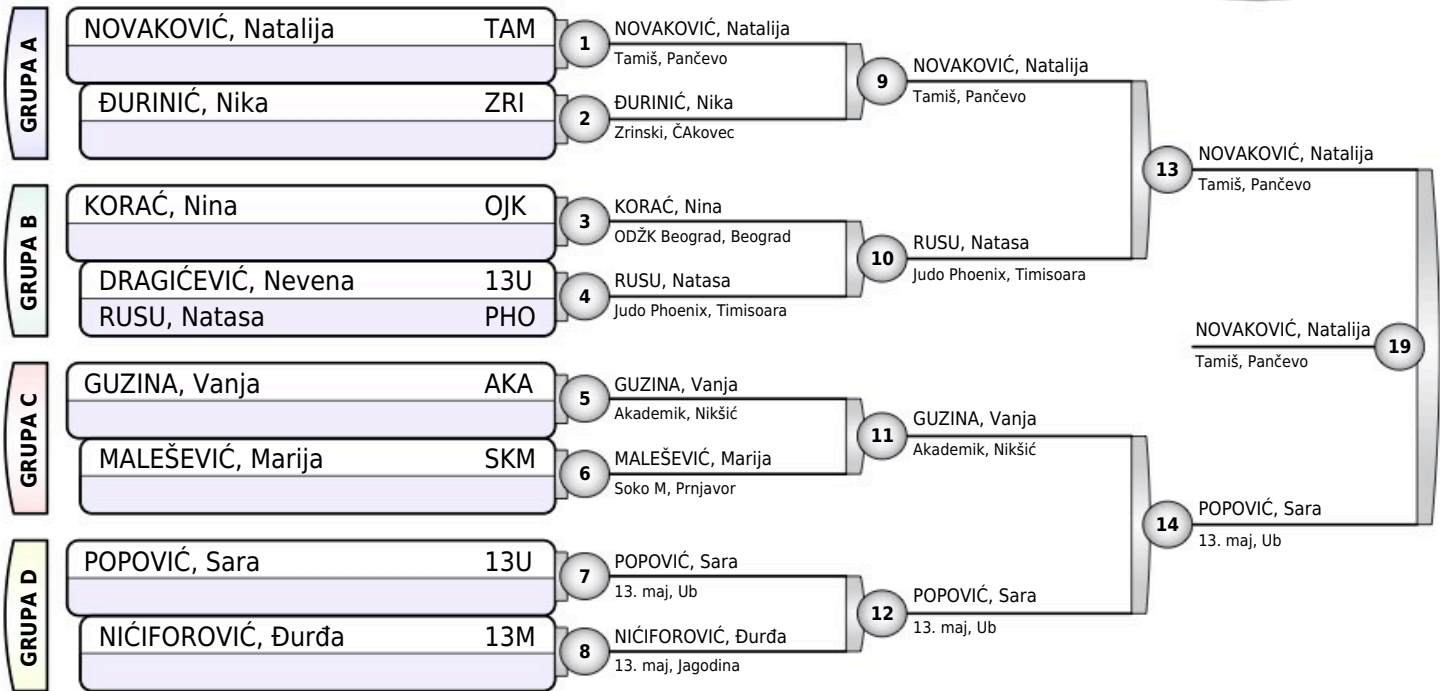 GRUPA A
NOVAKOVIĆ, Natalija TAM
ĐURINIĆ, Nika ZRI
GRUPA B
KORAĆ, Nina OJK
DRAGIĆEVIĆ, Nevena 13U
RUSU, Natasa PHO
GRUPA C
GUZINA, Vanja AKA
MALEŠEVIĆ, Marija SKM
GRUPA D
POPOVIĆ, Sara 13U
NIĆIFOROVIĆ, Đurđa 13M
1 NOVAKOVIĆ, Natalija
Tamiš, Pančevo
2 ĐURINIĆ, Nika
Zrinski, ČAkovec
3 KORAĆ, Nina
ODŽK Beograd, Beograd
4 RUSU, Natasa
Judo Phoenix, Timisoara
5 GUZINA, Vanja
Akademik, Nikšić
6 MALEŠEVIĆ, Marija
Soko M, Prnjavor
7 POPOVIĆ, Sara
13. maj, Ub
8 NIĆIFOROVIĆ, Đurđa
13. maj, Jagodina
9 NOVAKOVIĆ, Natalija
Tamiš, Pančevo
10 RUSU, Natasa
Judo Phoenix, Timisoara
11 GUZINA, Vanja
Akademik, Nikšić
12 POPOVIĆ, Sara
13. maj, Ub
13 NOVAKOVIĆ, Natalija
Tamiš, Pančevo
14 POPOVIĆ, Sara
13. maj, Ub
NOVAKOVIĆ, Natalija 19
Tamiš, Pančevo